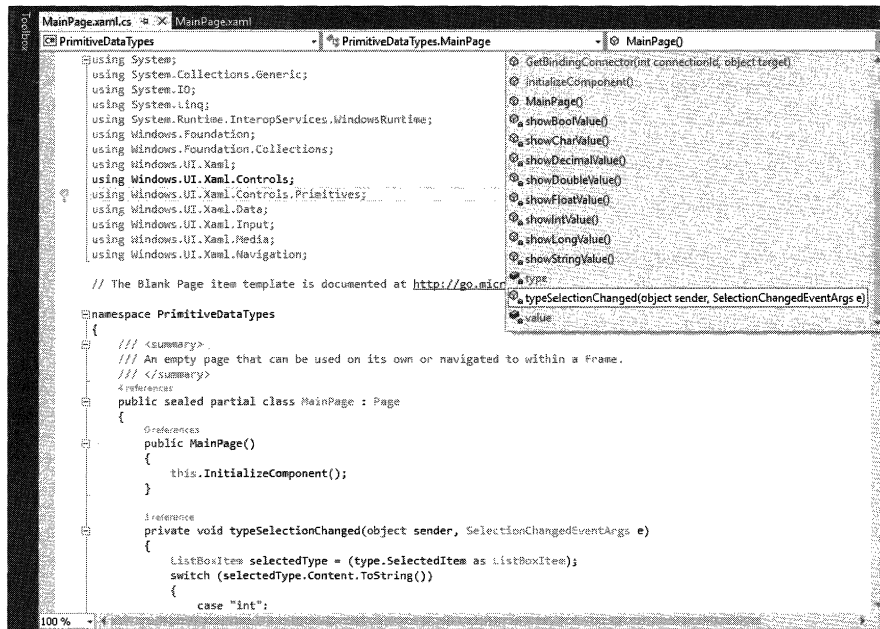 Toolbox
MainPage.xaml.cs MainPage.xaml
C# PrimitiveDataTypes PrimitiveDataTypes.MainPage MainPage()
GetBindingConnector(int connectionId, object target)
InitializeComponent()
MainPage()
showBoolValue()
showCharValue()
showDecimalValue()
showDoubleValue()
showFloatValue()
showIntValue()
showLongValue()
showStringValue()
type
typeSelectionChanged(object sender, SelectionChangedEventArgs e)
value
using System;
using System.Collections.Generic;
using System.IO;
using System.Linq;
using System.Runtime.InteropServices.WindowsRuntime;
using Windows.Foundation;
using Windows.Foundation.Collections;
using Windows.UI.Xaml;
using Windows.UI.Xaml.Controls;
using Windows.UI.Xaml.Controls.Primitives;
using Windows.UI.Xaml.Data;
using Windows.UI.Xaml.Input;
using Windows.UI.Xaml.Media;
using Windows.UI.Xaml.Navigation;
// The Blank Page item template is documented at http://go.micr
namespace PrimitiveDataTypes
{
/// <summary>
/// An empty page that can be used on its own or navigated to within a Frame.
/// </summary>
4 references
public sealed partial class MainPage : Page
{
0 references
public MainPage()
{
this.InitializeComponent();
}
1 reference
private void typeSelectionChanged(object sender, SelectionChangedEventArgs e)
{
ListBoxItem selectedType = (type.SelectedItem as ListBoxItem);
switch (selectedType.Content.ToString())
{
case "int":
100 %